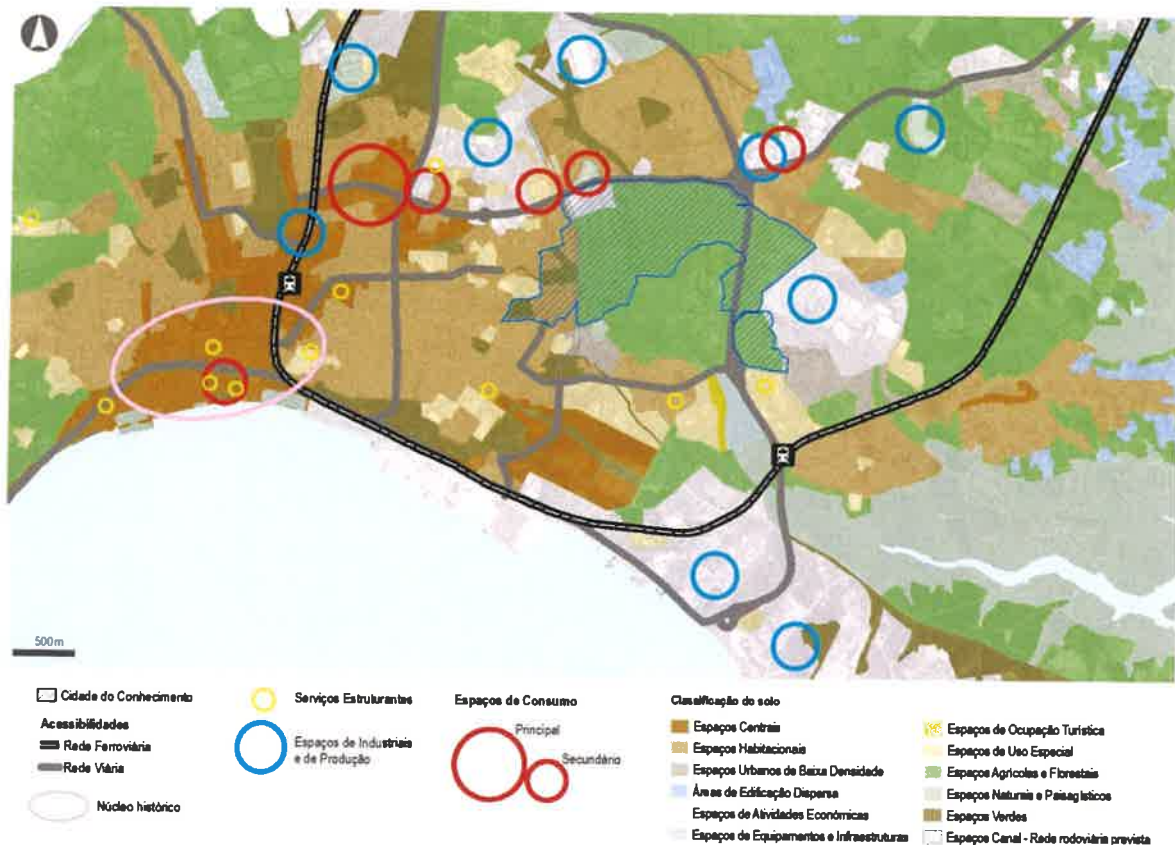 500m
Cidade do Conhecimento
Acessibilidades
Rede Ferroviária
Rede Viária
Núcleo histórico
Serviços Estruturantes
Espaços de Industriais
e de Produção
Espaços de Consumo
Principal
Secundário
Classificação do solo
Espaços Centrais
Espaços Habitacionais
Espaços Urbanos de Baixa Densidade
Áreas de Edificação Dispersa
Espaços de Atividades Económicas
Espaços de Equipamentos e Infraestruturas
Espaços de Ocupação Turística
Espaços de Uso Especial
Espaços Agrícolas e Florestais
Espaços Naturais e Paisagísticos
Espaços Verdes
Espaços Canal - Rede rodoviária prevista